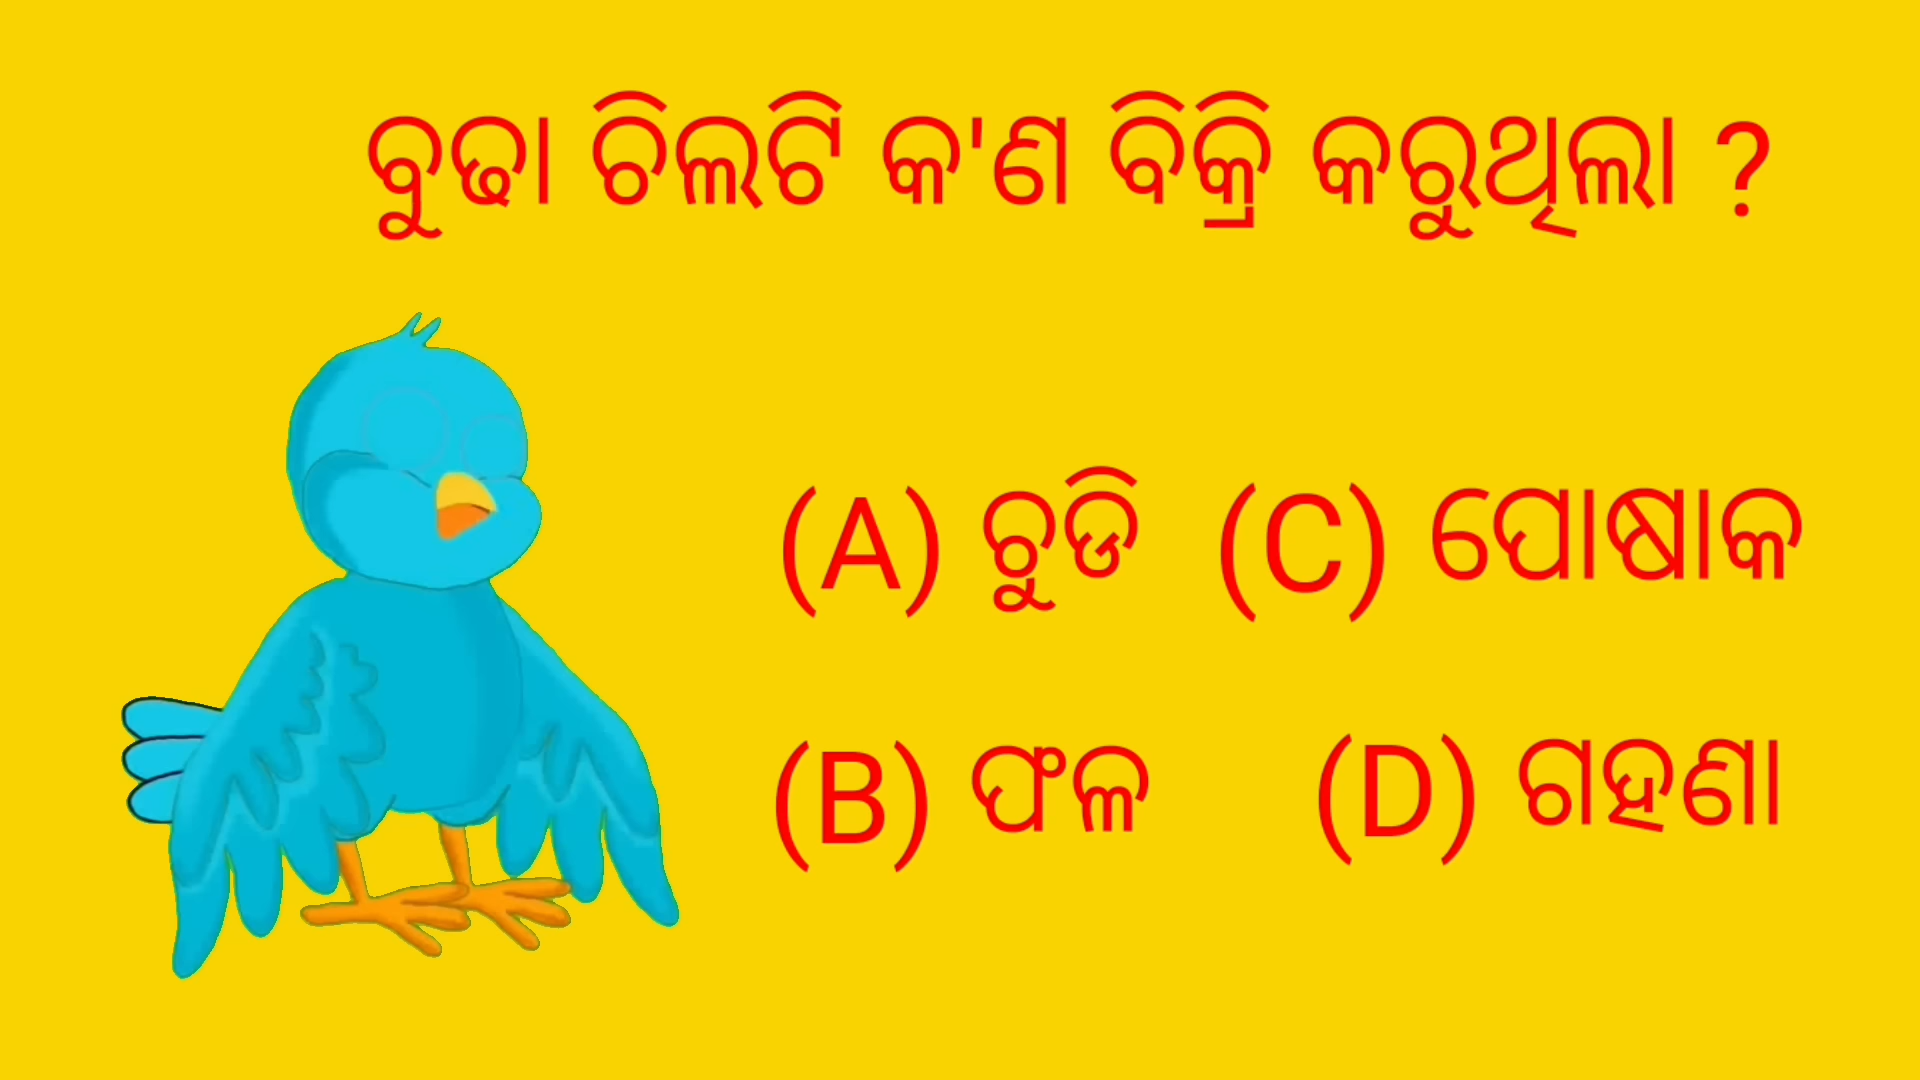 ବୁଢା ଚିଲଟି କ'ଣ ବିକ୍ରି କରୁଥିଲା ?
(A) ଚୁଡି (C) ପୋଷାକ
(B) ଫଳ (D) ଗହଣା